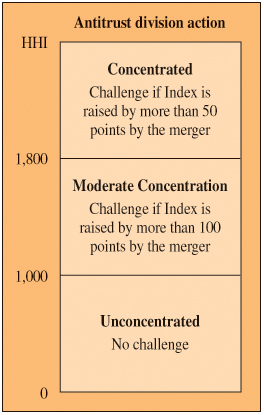 Antitrust division action
HHI
Concentrated
Challenge if Index is
raised by more than 50
points by the merger
1,800
Moderate Concentration
Challenge if Index is
raised by more than 100
points by the merger
1,000
Unconcentrated
No challenge
0